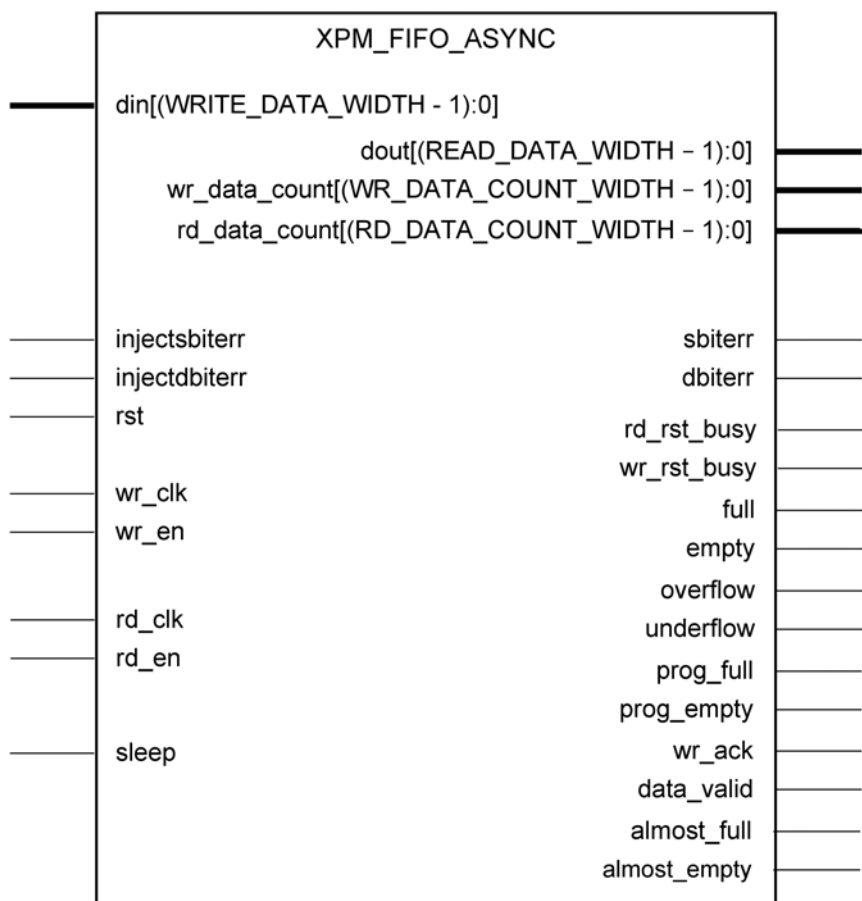 XPM_FIFO_ASYNC
din[(WRITE_DATA_WIDTH - 1):0]
dout[(READ_DATA_WIDTH – 1):0]
wr_data_count[(WR_DATA_COUNT_WIDTH – 1):0]
rd_data_count[(RD_DATA_COUNT_WIDTH – 1):0]
injectsbiterr
sbiterr
injectdbiterr
dbiterr
rst
rd_rst_busy
wr_rst_busy
wr_clk
full
wr_en
empty
overflow
rd_clk
underflow
rd_en
prog_full
prog_empty
sleep
wr_ack
data_valid
almost_full
almost_empty